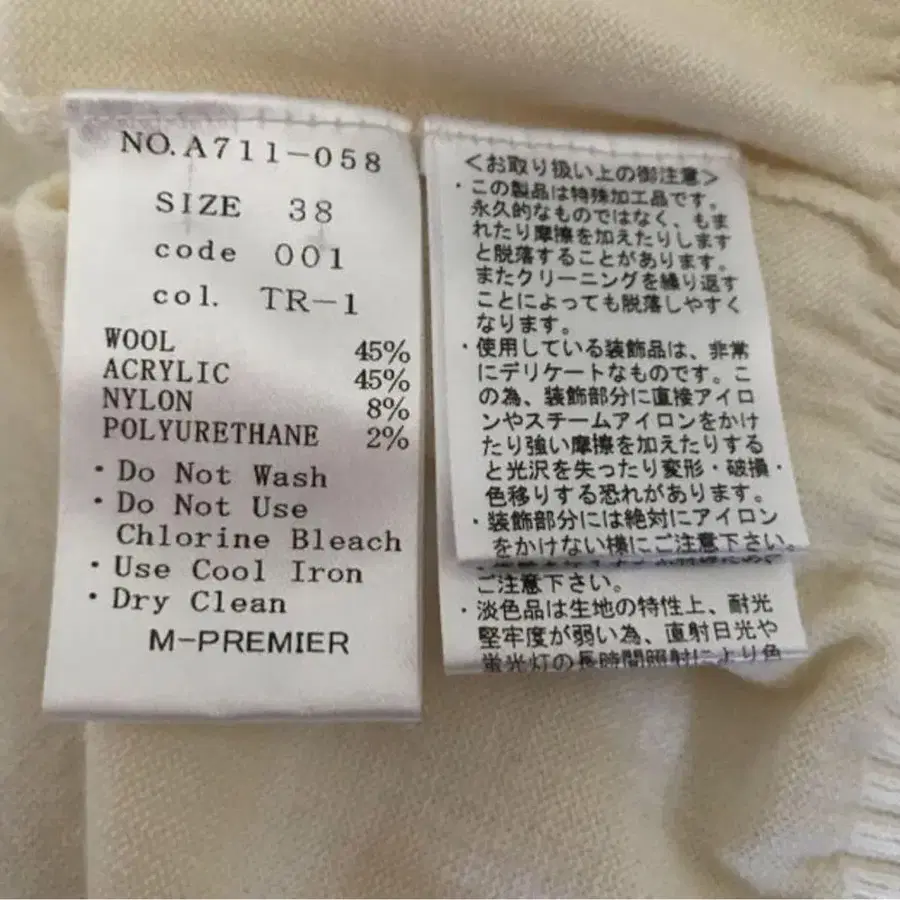 NO.A711-058
SIZE 38
code 001
col. TR-1
WOOL 45%
ACRYLIC 45%
NYLON 8%
POLYURETHANE 2%
・Do Not Wash
・Do Not Use
Chlorine Bleach
・Use Cool Iron
・Dry Clean
M-PREMIER
<お取り扱い上の御注意>
・この製品は特殊加工品です。
永久的なものではなく、もま
れたり摩擦を加えたりします
と脱落することがあります。
またクリーニングを繰り返す
ことによっても脱落しやすく
なります。
・使用している装飾品は、非常
にデリケートなものです。こ
の為、装飾部分に直接アイロ
ンやスチームアイロンをかけ
たり強い摩擦を加えたりする
と光沢を失ったり変形・破損・
色移りする恐れがあります。
・装飾部分には絶対にアイロン
をかけない様にご注意下さい。
ご注意下さい。
・淡色品は生地の特性上、耐光
堅牢度が弱い為、直射日光や
蛍光灯の長時間照射により色